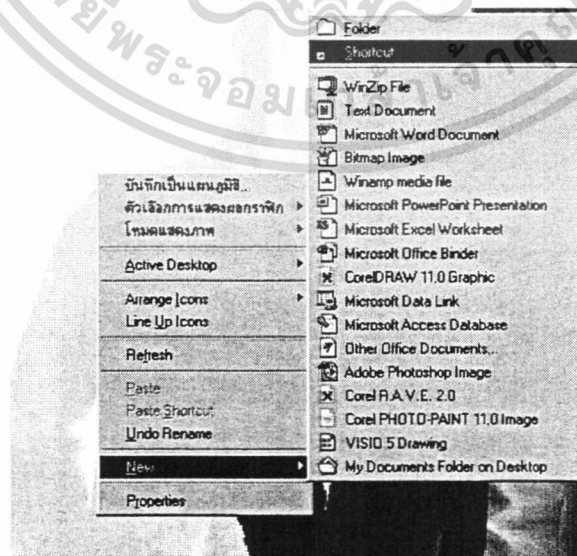 Folder
Shortcut
WinZip File
Text Document
Microsoft Word Document
Bitmap Image
Winamp media file
Microsoft PowerPoint Presentation
Microsoft Excel Worksheet
Microsoft Office Binder
CorelDRAW 11.0 Graphic
Microsoft Data Link
Microsoft Access Database
Other Office Documents...
Adobe Photoshop Image
Corel R.A.V.E. 2.0
Corel PHOTO-PAINT 11.0 Image
VISIO 5 Drawing
My Documents Folder on Desktop
บันทึกเป็นแผนภูมิสี..
ตัวเลือกการแสดงผลกราฟิก
โหมดแสดงภาพ
Active Desktop
Arrange Icons
Line Up Icons
Refresh
Paste
Paste Shortcut
Undo Rename
New
Properties